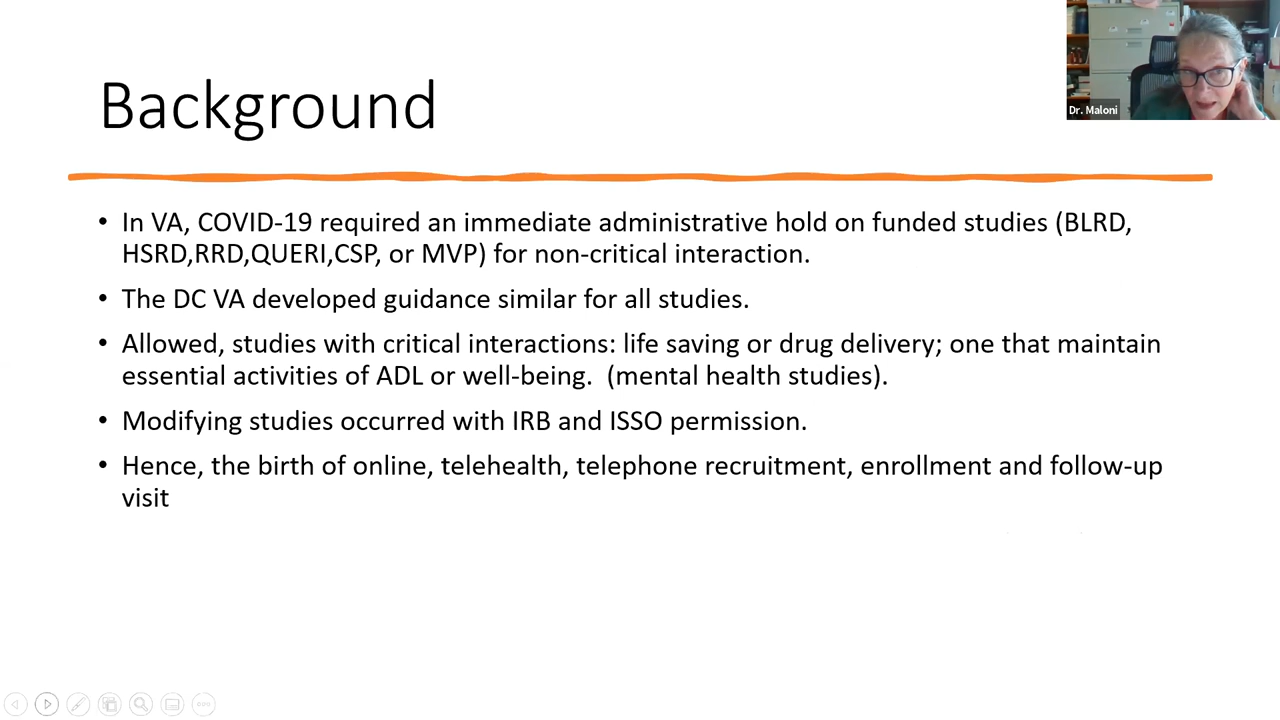 Background
Dr. Maloni
• In VA, COVID-19 required an immediate administrative hold on funded studies (BLRD,
HSRD,RRD,QUERI,CSP, or MVP) for non-critical interaction.
• The DC VA developed guidance similar for all studies.
• Allowed, studies with critical interactions: life saving or drug delivery; one that maintain
essential activities of ADL or well-being.  (mental health studies).
• Modifying studies occurred with IRB and ISSO permission.
• Hence, the birth of online, telehealth, telephone recruitment, enrollment and follow-up
visit